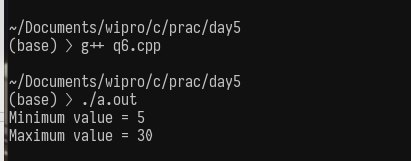 ~/Documents/wipro/c/prac/day5
(base) > g++ q6.cpp
~/Documents/wipro/c/prac/day5
(base) > ./a.out
Minimum value = 5
Maximum value = 30